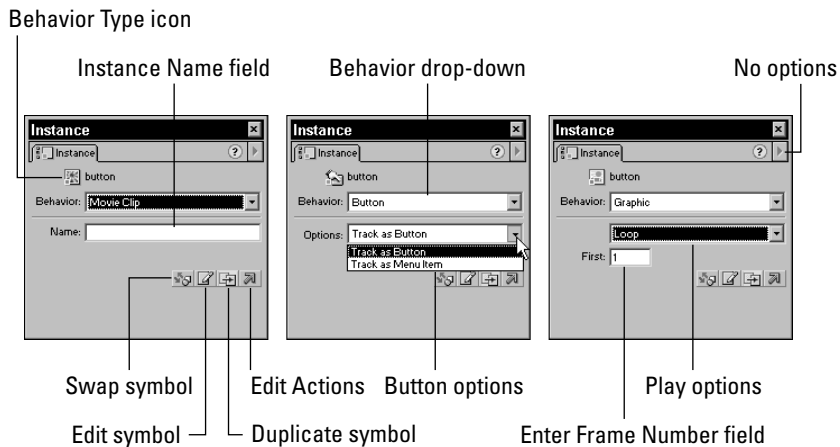 Behavior Type icon
Instance Name field
Behavior drop-down
No options
Instance
Instance
button
Behavior: Movie Clip
Name:
Instance
Instance
button
Behavior: Button
Options: Track as Button
Track as Button
Track as Menu Item
Instance
Instance
?
button
Behavior: Graphic
Loop
First: 1
Swap symbol
Edit Actions
Button options
Play options
Edit symbol
Duplicate symbol
Enter Frame Number field